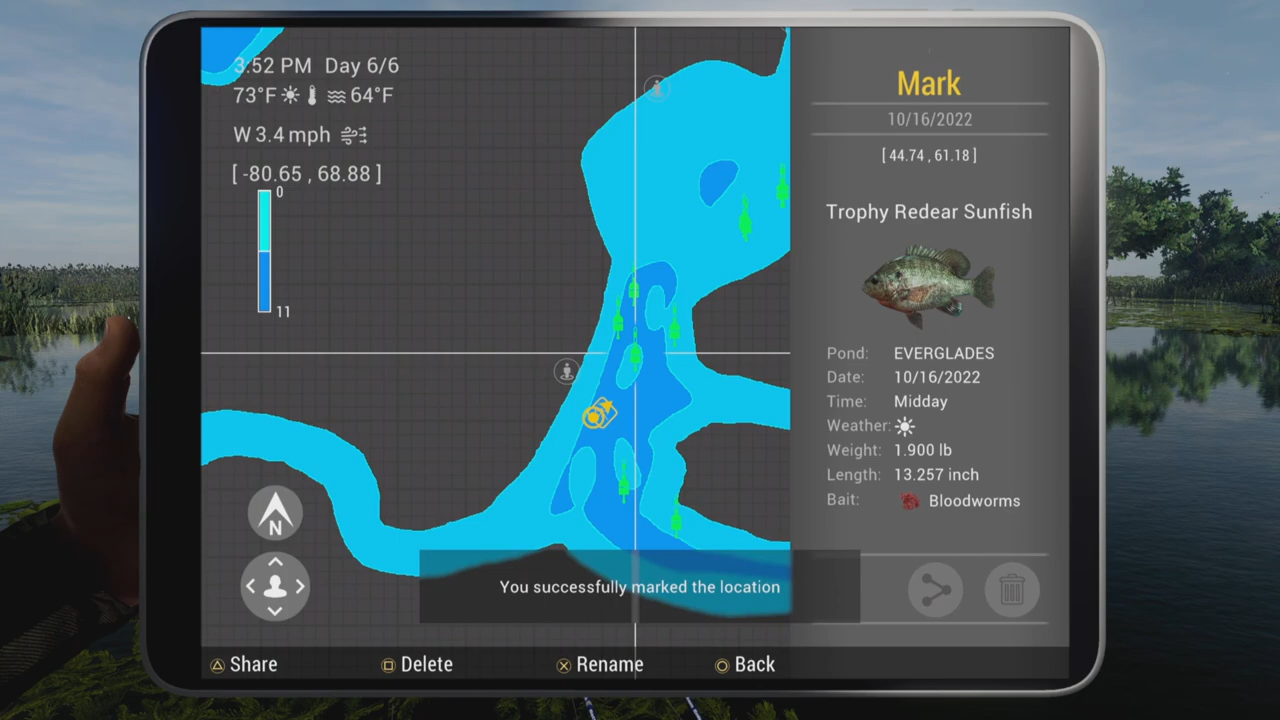 3:52 PM Day 6/6
73°F 64°F
W 3.4 mph
[ -80.65 , 68.88 ]
0
11
N
Mark
10/16/2022
[ 44.74 , 61.18 ]
Trophy Redear Sunfish
Pond: EVERGLADES
Date: 10/16/2022
Time: Midday
Weather:
Weight: 1.900 lb
Length: 13.257 inch
Bait: Bloodworms
You successfully marked the location
Share Delete Rename Back